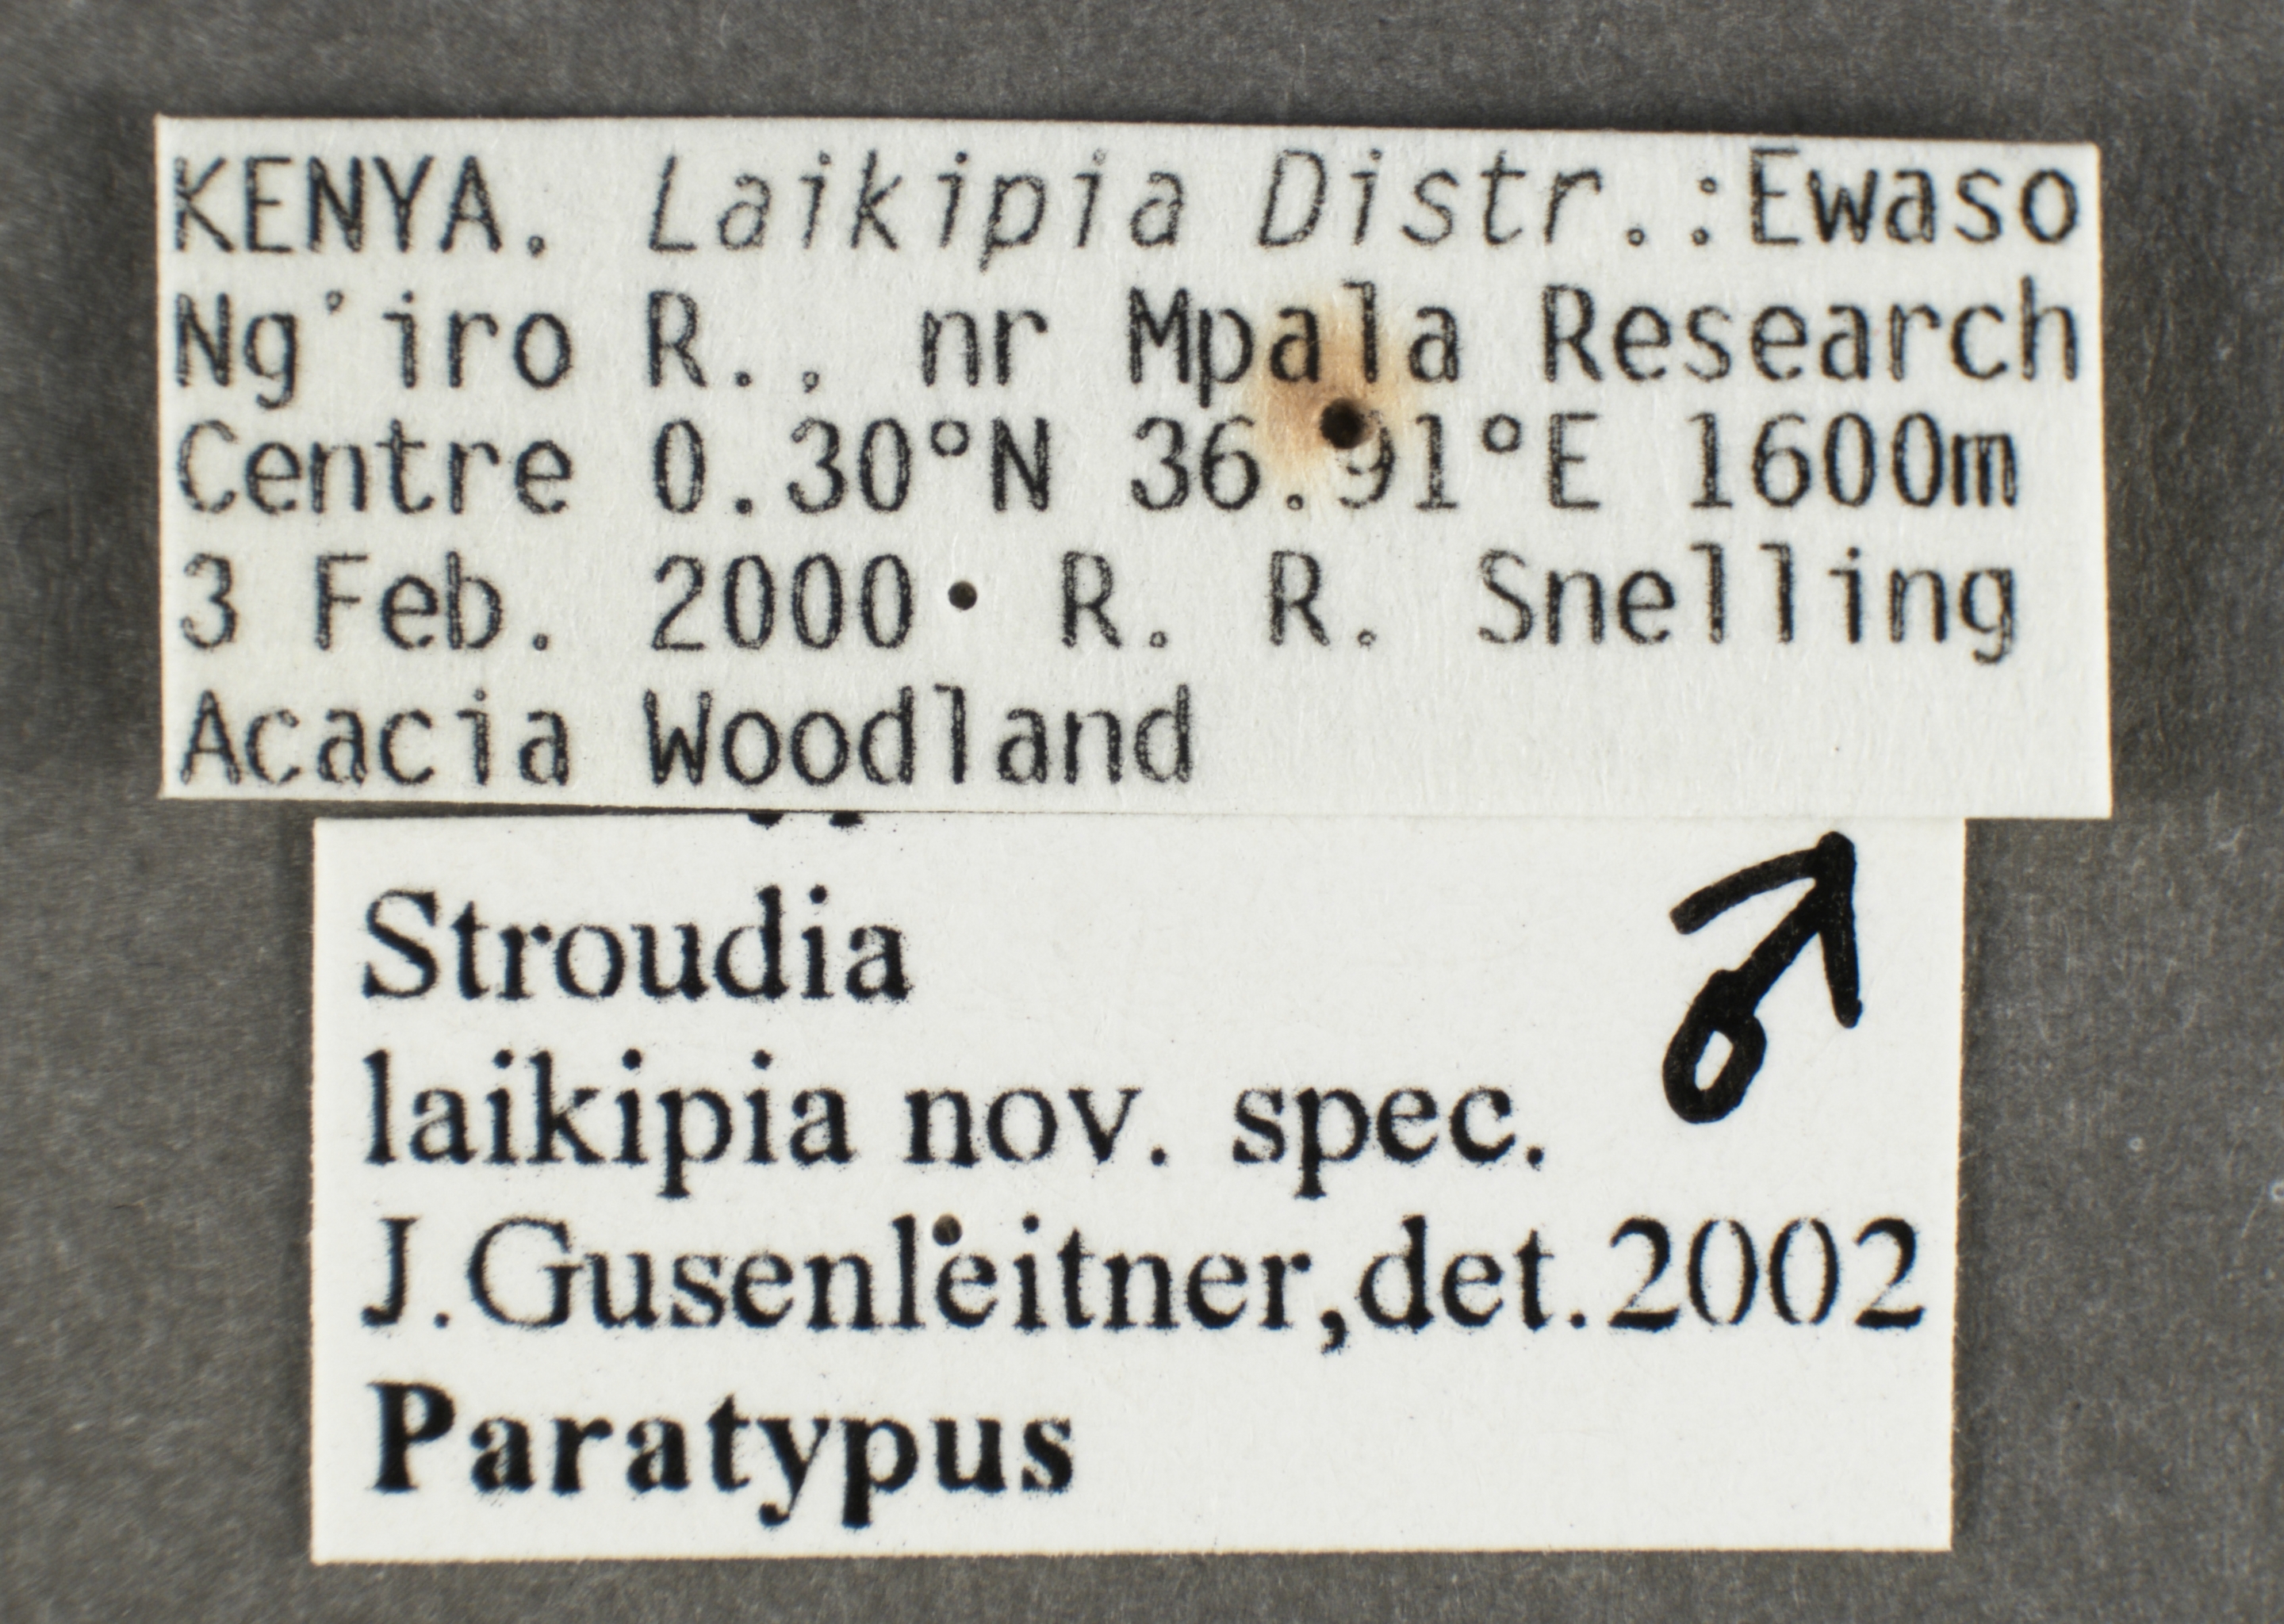 KENYA. Laikipia Distr.:Ewaso
Ng'iro R., nr Mpala Research
Centre 0.30°N 36.91°E 1600m
3 Feb. 2000 R. R. Snelling
Acacia Woodland
♂
Stroudia
laikipia nov. spec.
J.Gusenleitner,det.2002
Paratypus